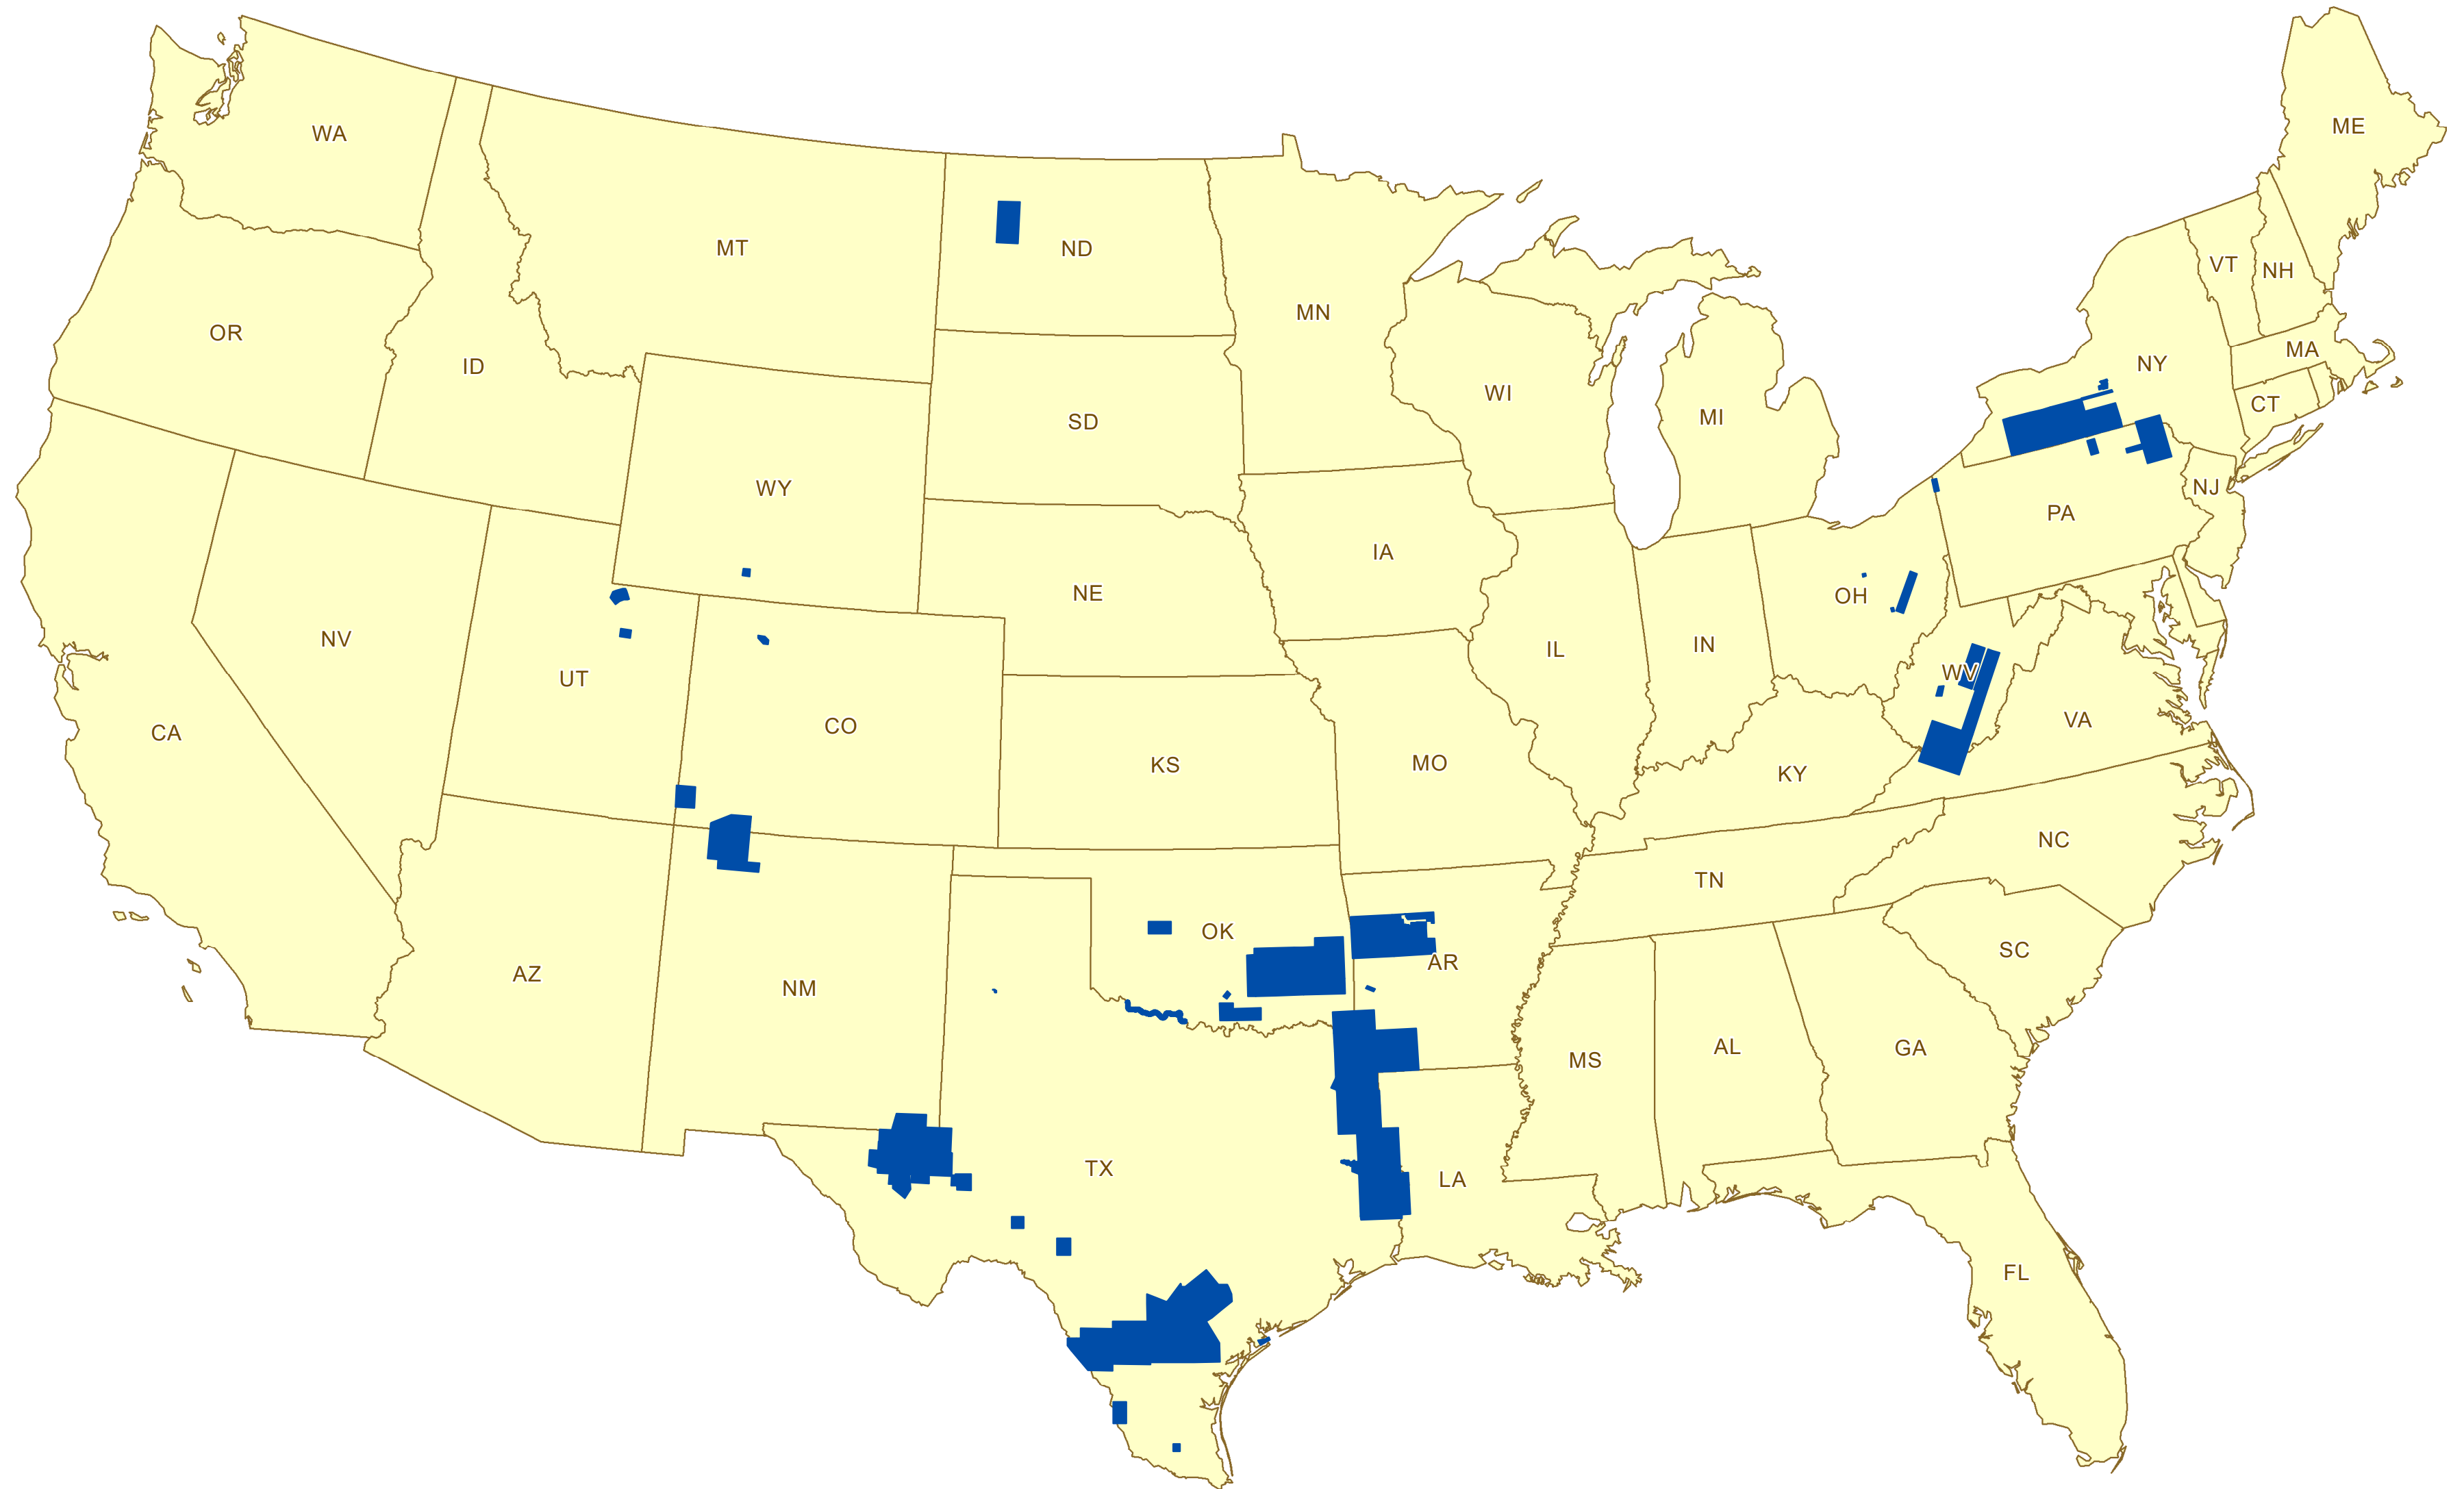 WA
ME
MT
ND
VT
NH
MN
OR
MA
NY
ID
WI
CT
MI
SD
WY
NJ
PA
IA
NE
OH
NV
IN
IL
WV
UT
VA
CO
CA
MO
KS
KY
NC
TN
OK
SC
AR
AZ
NM
AL
GA
MS
TX
LA
FL